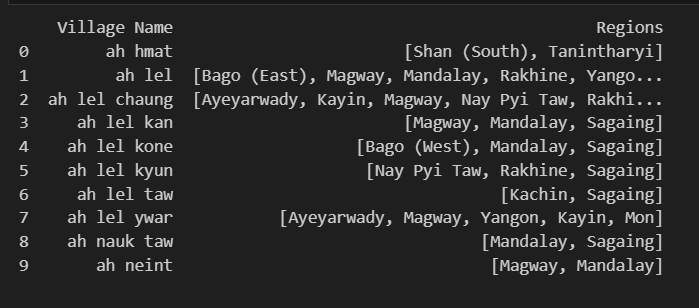 Village Name Regions
0 ah hmat [Shan (South), Tanintharyi]
1 ah lel [Bago (East), Magway, Mandalay, Rakhine, Yango...
2 ah lel chaung [Ayeyarwady, Kayin, Magway, Nay Pyi Taw, Rakhi...
3 ah lel kan [Magway, Mandalay, Sagaing]
4 ah lel kone [Bago (West), Mandalay, Sagaing]
5 ah lel kyun [Nay Pyi Taw, Rakhine, Sagaing]
6 ah lel taw [Kachin, Sagaing]
7 ah lel ywar [Ayeyarwady, Magway, Yangon, Kayin, Mon]
8 ah nauk taw [Mandalay, Sagaing]
9 ah neint [Magway, Mandalay]